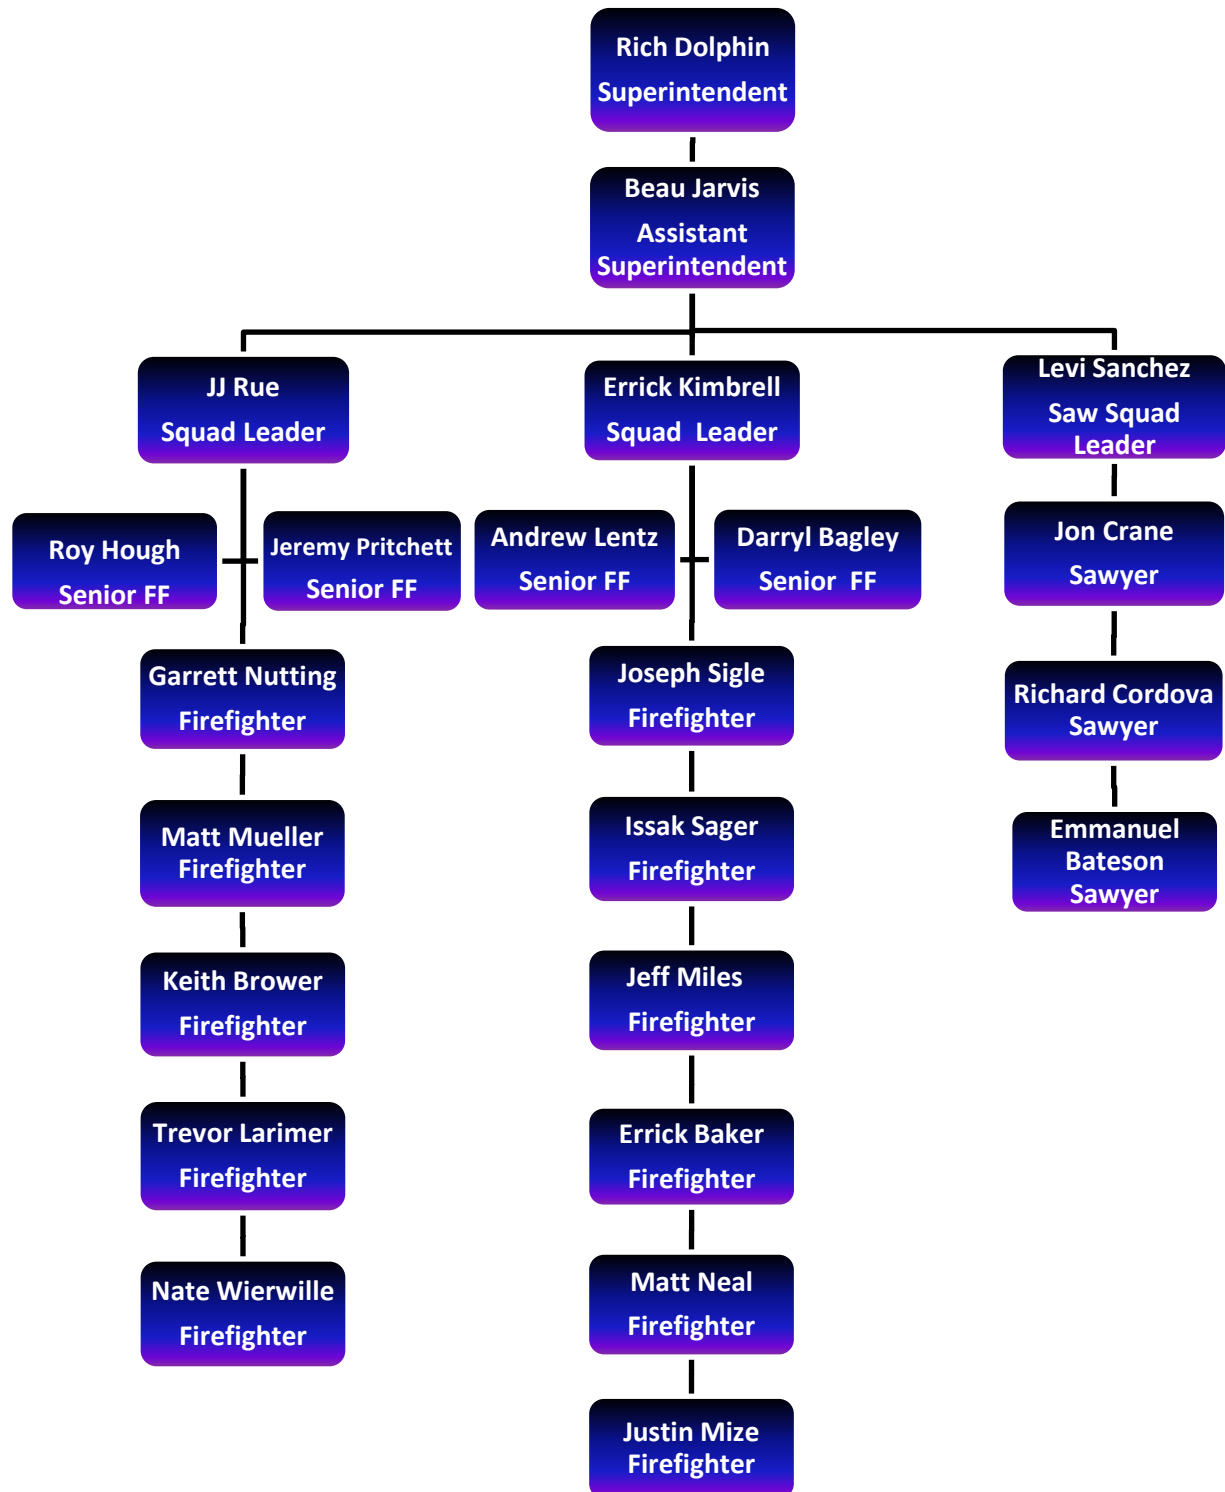 Rich Dolphin
Superintendent
Beau Jarvis
Assistant
Superintendent
JJ Rue
Squad Leader
Errick Kimbrell
Squad Leader
Levi Sanchez
Saw Squad
Leader
Roy Hough
Senior FF
Jeremy Pritchett
Senior FF
Andrew Lentz
Senior FF
Darryl Bagley
Senior FF
Jon Crane
Sawyer
Garrett Nutting
Firefighter
Joseph Sigle
Firefighter
Richard Cordova
Sawyer
Matt Mueller
Firefighter
Issak Sager
Firefighter
Emmanuel
Bateson
Sawyer
Keith Brower
Firefighter
Jeff Miles
Firefighter
Trevor Larimer
Firefighter
Errick Baker
Firefighter
Nate Wierwille
Firefighter
Matt Neal
Firefighter
Justin Mize
Firefighter